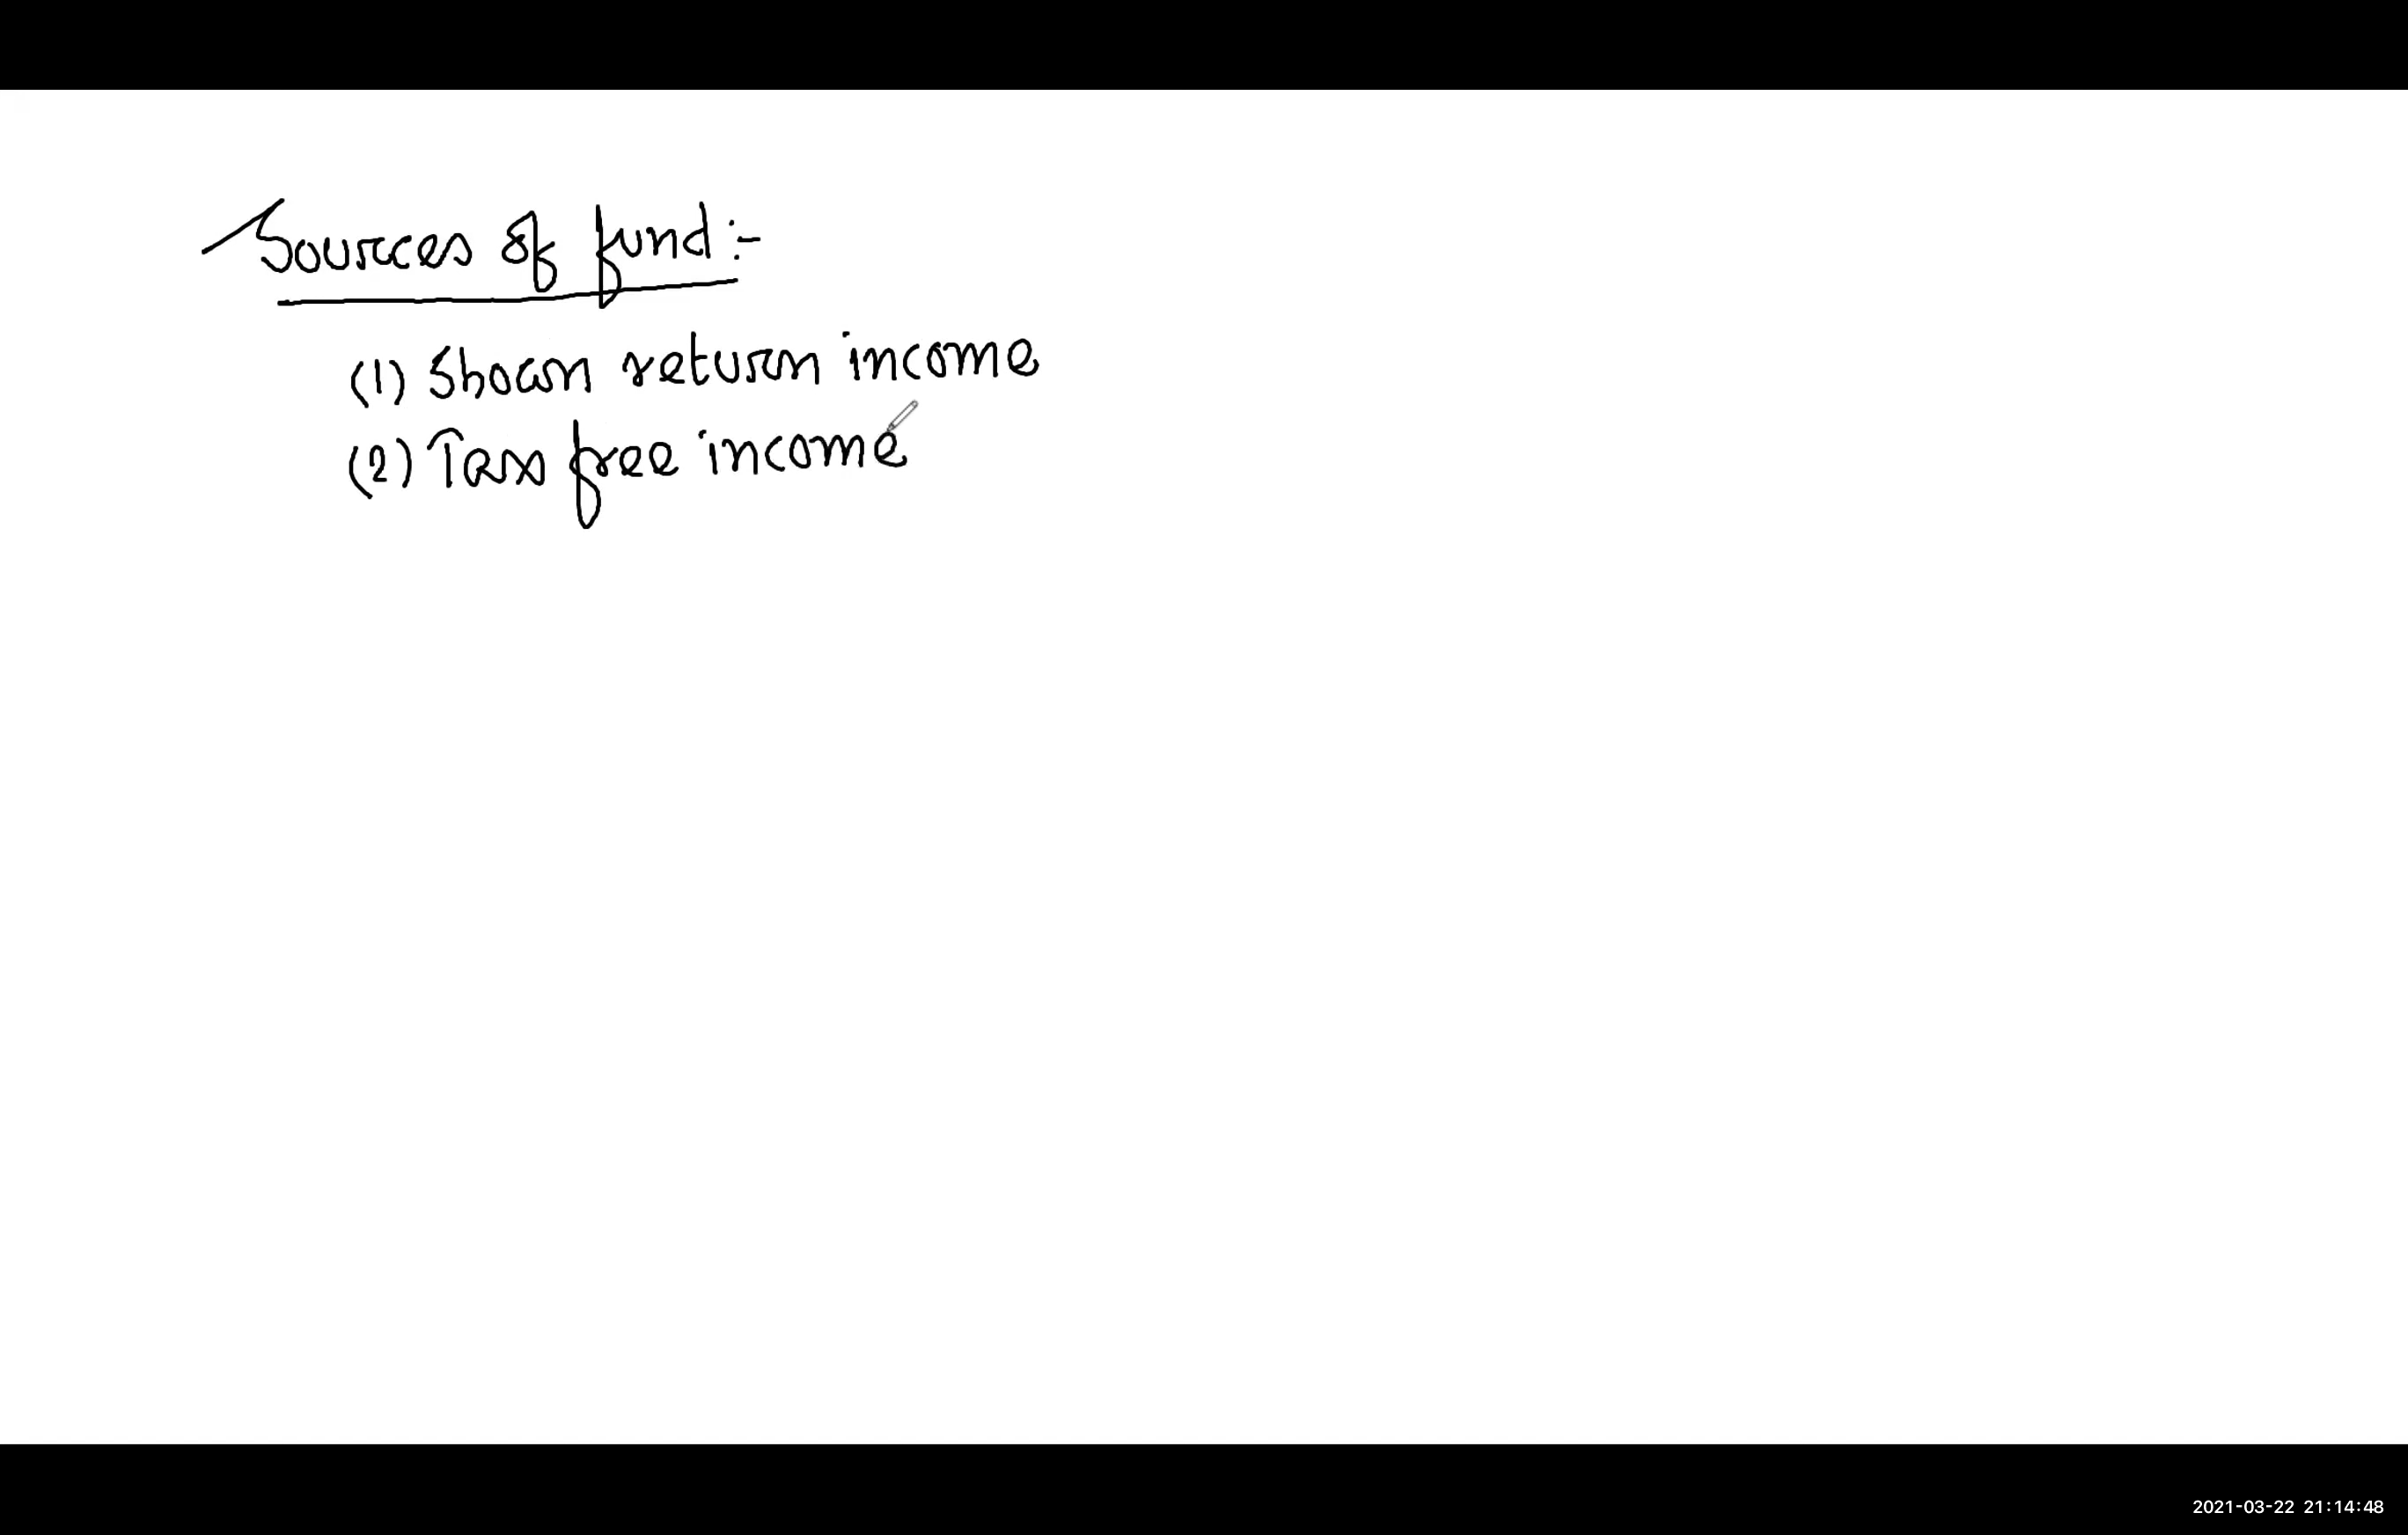 Sources of fund:-
(1) Shown return income
(2) Tax free income
2021-03-22 21:14:48